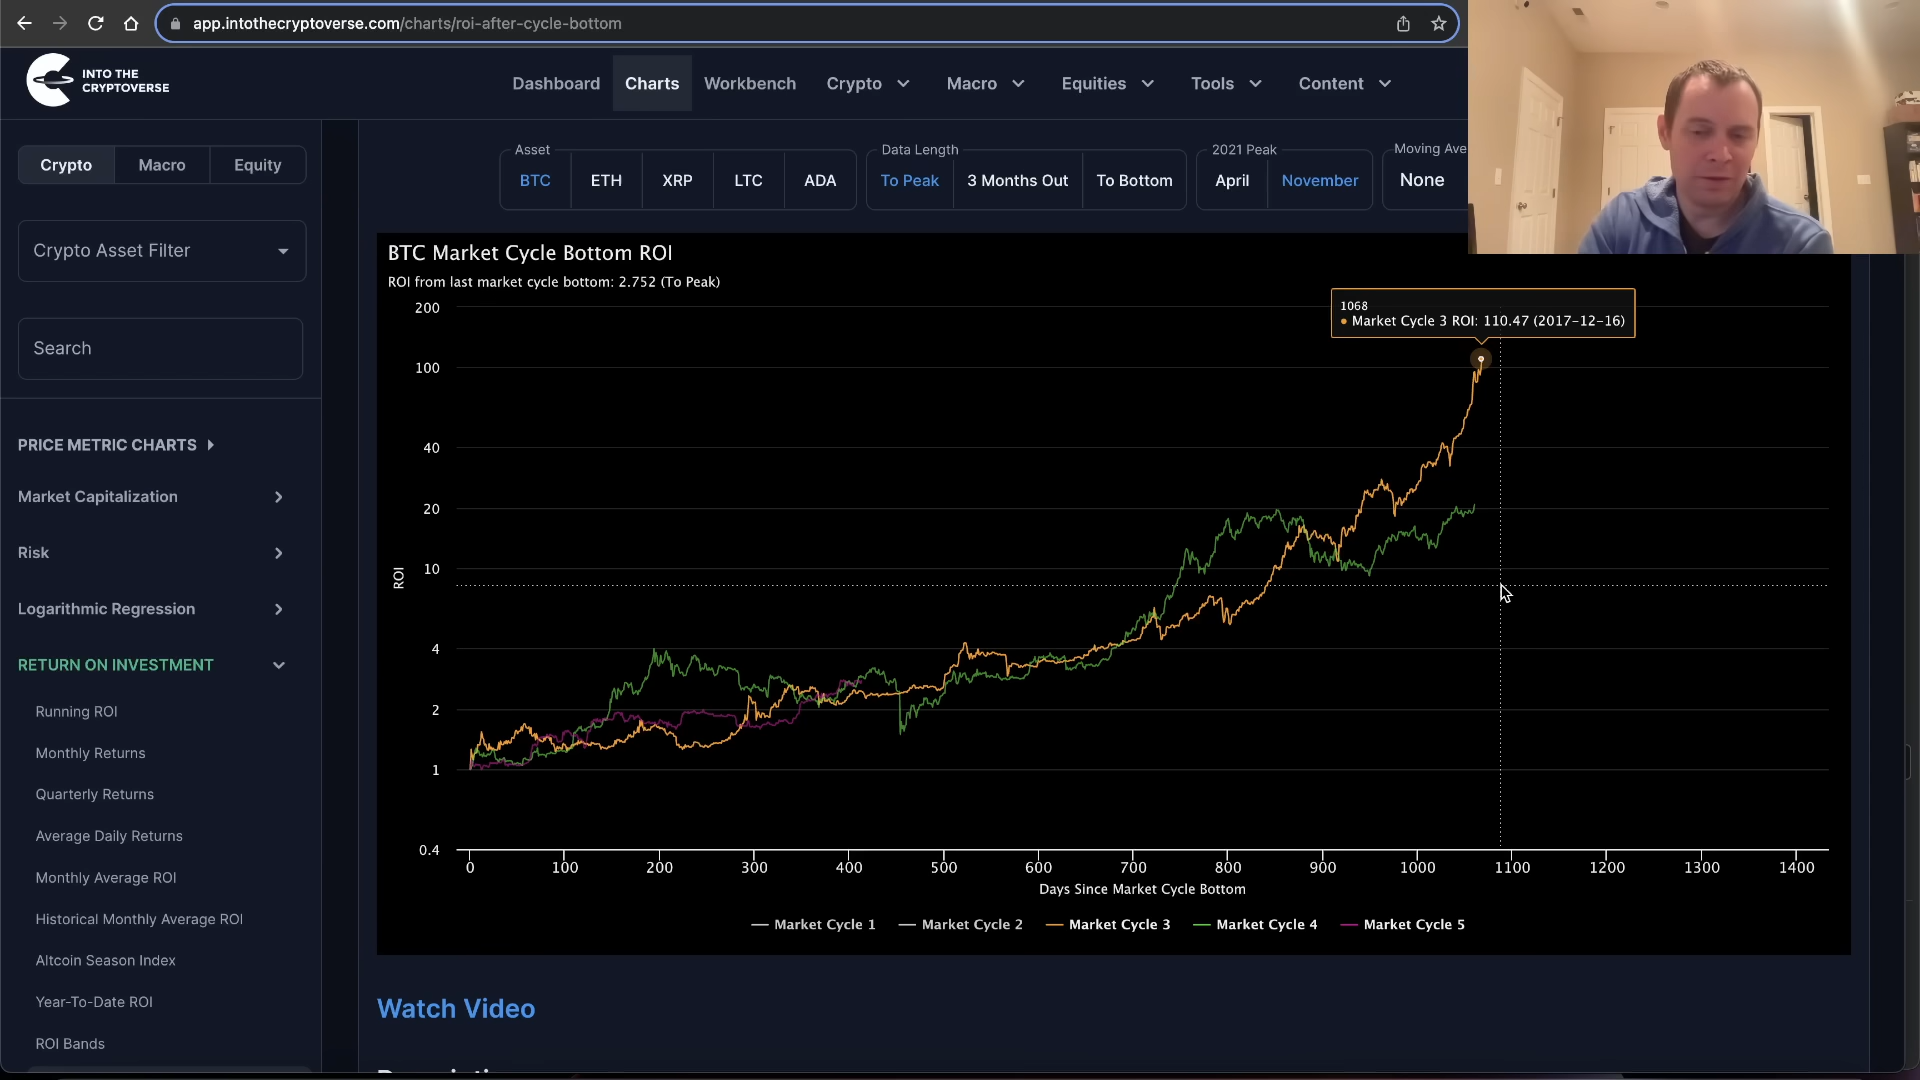 app.intothecryptoverse.com/charts/roi-after-cycle-bottom
INTO THE
CRYPTOVERSE
Dashboard
Charts
Workbench
Crypto
Macro
Equities
Tools
Content
Crypto
Macro
Equity
Crypto Asset Filter
Search
PRICE METRIC CHARTS
Market Capitalization
Risk
Logarithmic Regression
RETURN ON INVESTMENT
Running ROI
Monthly Returns
Quarterly Returns
Average Daily Returns
Monthly Average ROI
Historical Monthly Average ROI
Altcoin Season Index
Year-To-Date ROI
ROI Bands
Asset
BTC
ETH
XRP
LTC
ADA
Data Length
To Peak
3 Months Out
To Bottom
2021 Peak
April
November
Moving Ave
None
BTC Market Cycle Bottom ROI
ROI from last market cycle bottom: 2.752 (To Peak)
1068
Market Cycle 3 ROI: 110.47 (2017-12-16)
200
100
40
20
10
4
2
1
0.4
ROI
0
100
200
300
400
500
600
700
800
900
1000
1100
1200
1300
1400
Days Since Market Cycle Bottom
Market Cycle 1
Market Cycle 2
Market Cycle 3
Market Cycle 4
Market Cycle 5
Watch Video